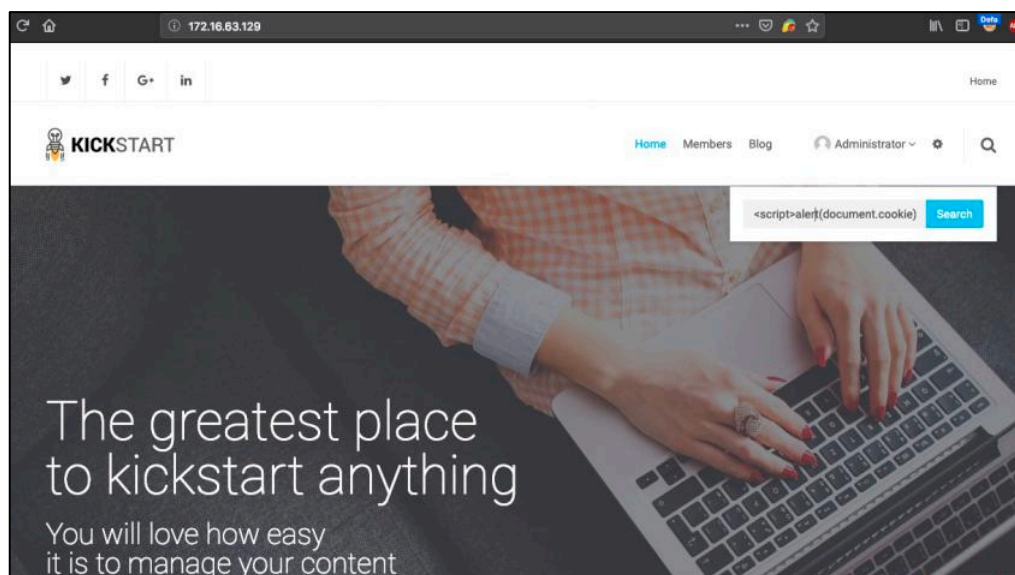 172.16.63.129
Home
KICKSTART
Home Members Blog Administrator
<script>alert(document.cookie)
Search
The greatest place
to kickstart anything
You will love how easy
it is to manage your content